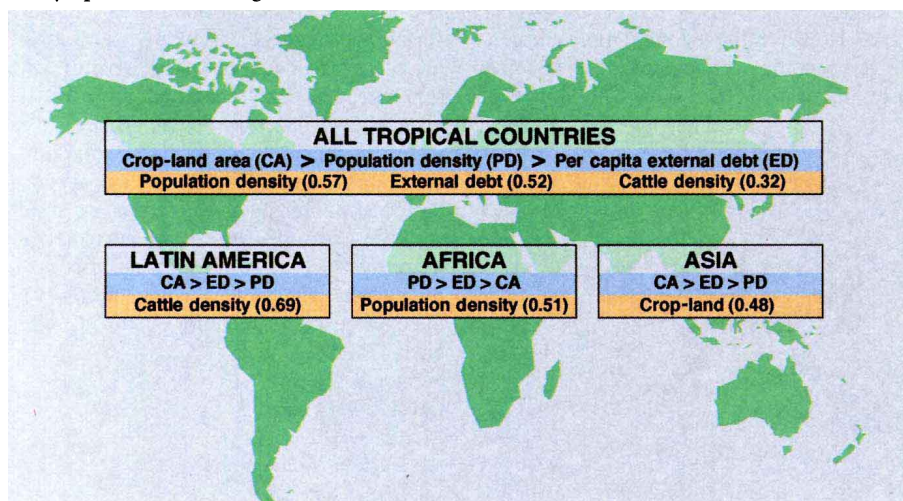 ALL TROPICAL COUNTRIES
Crop-land area (CA) > Population density (PD) > Per capita external debt (ED)
Population density (0.57) External debt (0.52) Cattle density (0.32)
LATIN AMERICA
CA > ED > PD
Cattle density (0.69)
AFRICA
PD > ED > CA
Population density (0.51)
ASIA
CA > ED > PD
Crop-land (0.48)